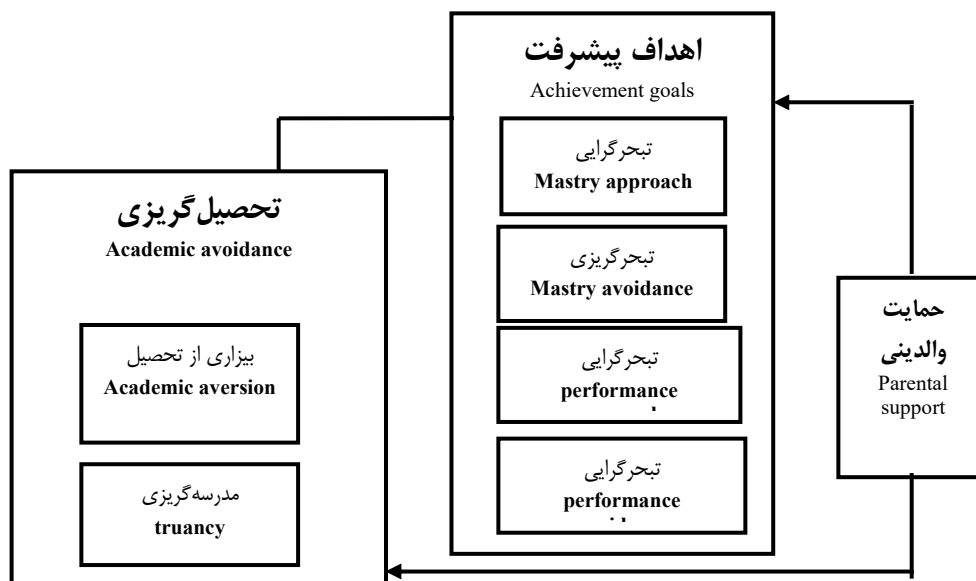 اهداف پیشرفت
Achievement goals
تبحرگرایی
Mastry approach
تبحرگریزی
Mastry avoidance
تبحرگرایی
performance
تبحرگرایی
performance
تحصیل‌گریزی
Academic avoidance
بیزاری از تحصیل
Academic aversion
مدرسه‌گریزی
truancy
حمایت
والدینی
Parental
support